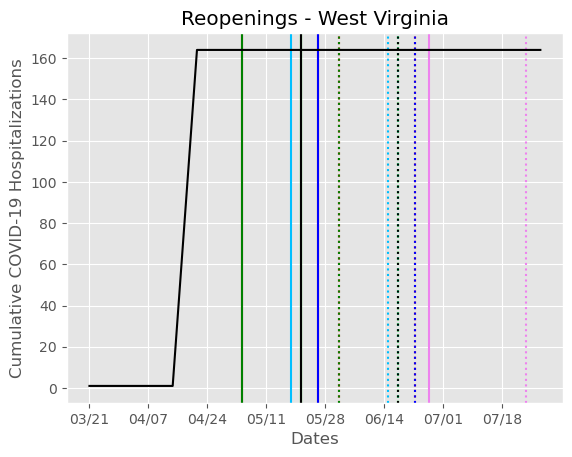 Reopenings - West Virginia
Cumulative COVID-19 Hospitalizations
160
140
120
100
80
60
40
20
0
03/21 04/07 04/24 05/11 05/28 06/14 07/01 07/18
Dates